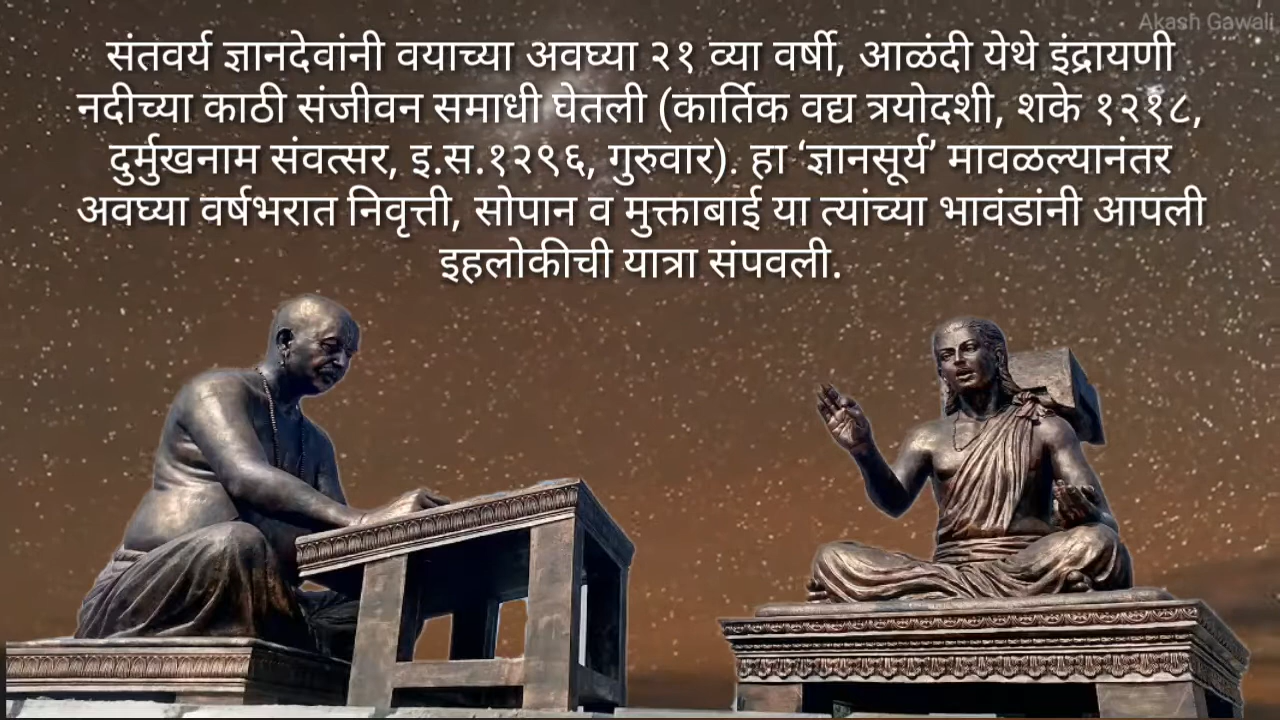 Akash Gawali
संतवर्य ज्ञानदेवांनी वयाच्या अवघ्या २१ व्या वर्षी, आळंदी येथे इंद्रायणी
नदीच्या काठी संजीवन समाधी घेतली (कार्तिक वद्य त्रयोदशी, शके १२१८,
दुर्मुखनाम संवत्सर, इ.स.१२९६, गुरुवार). हा ‘ज्ञानसूर्य’ मावळल्यानंतर
अवघ्या वर्षभरात निवृत्ती, सोपान व मुक्ताबाई या त्यांच्या भावंडांनी आपली
इहलोकीची यात्रा संपवली.